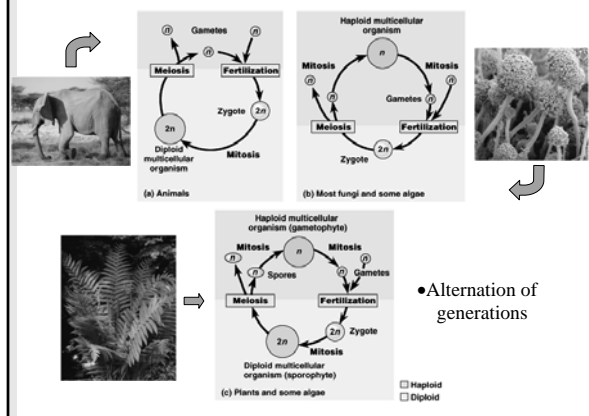 n
Gametes
n
n
Meiosis
Fertilization
Zygote
2n
2n
Diploid
multicellular
organism
Mitosis
(a) Animals
Haploid multicellular
organism
n
Mitosis
Mitosis
n
n
n
n
Gametes
Meiosis
Fertilization
2n
Zygote
(b) Most fungi and some algae
Haploid multicellular
organism (gametophyte)
Mitosis
n
Mitosis
n
n
Spores
n
n
Gametes
Meiosis
Fertilization
2n
2n
Zygote
Mitosis
Diploid multicellular
organism (sporophyte)
(c) Plants and some algae
•Alternation of
generations
Haploid
Diploid